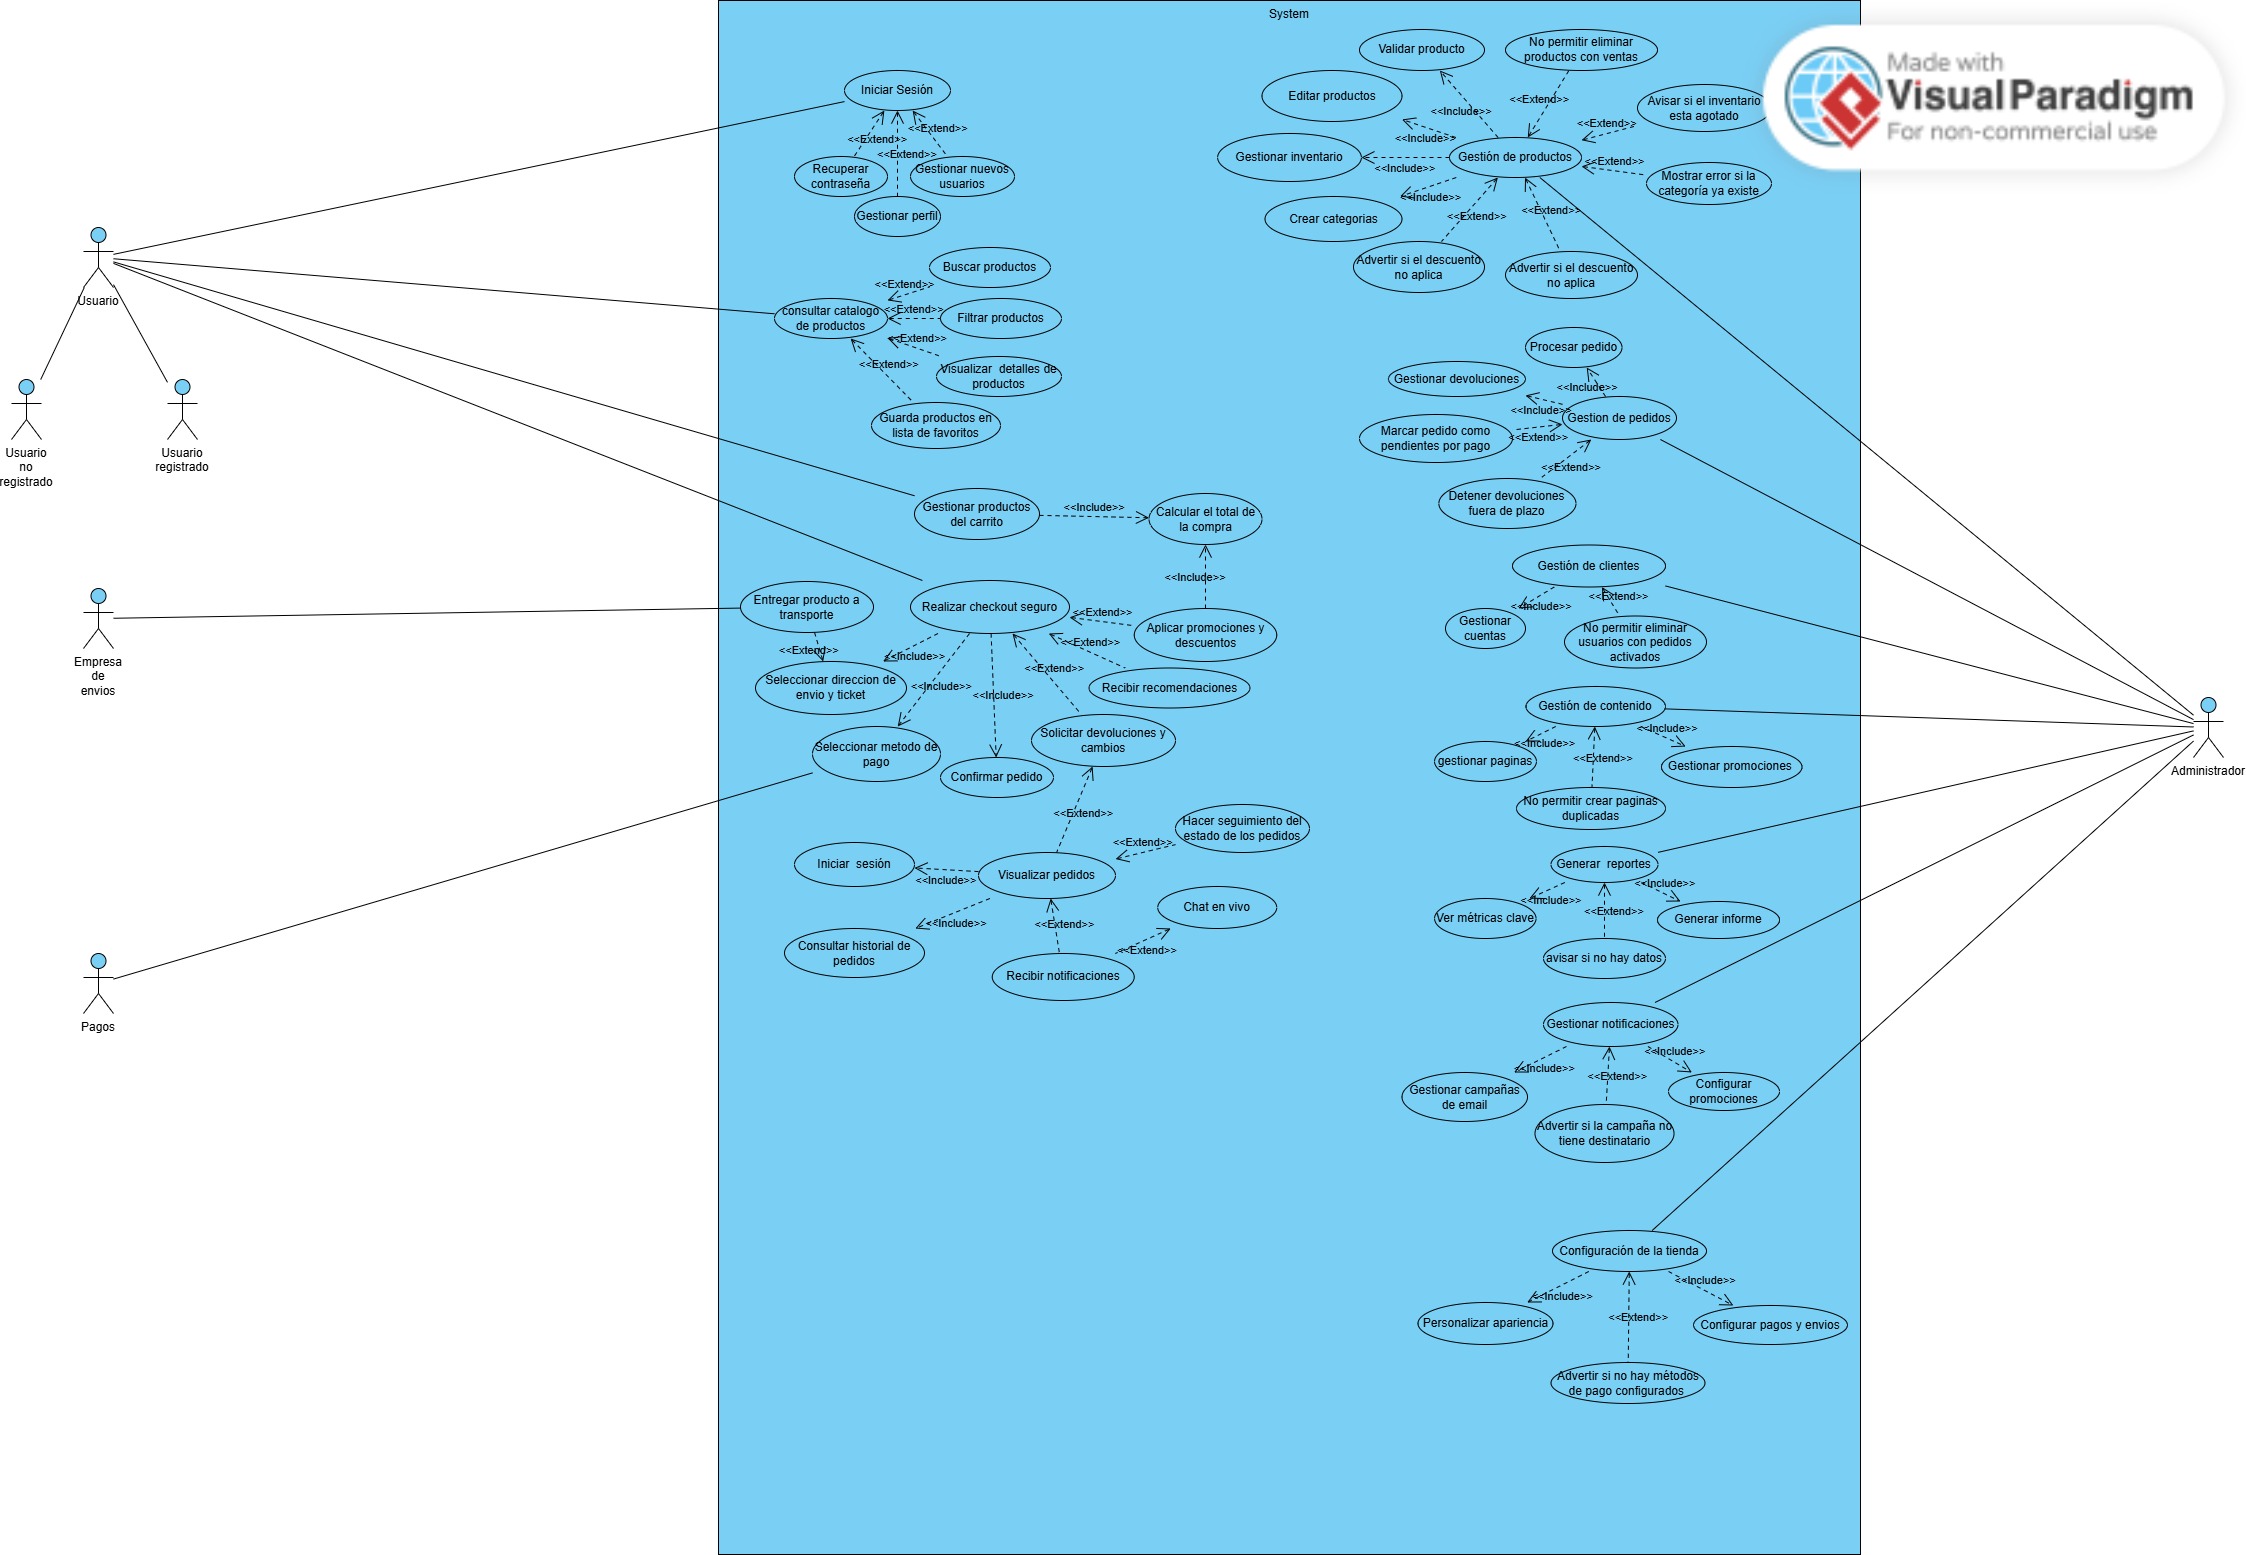 System
Made with
Visual Paradigm
For non-commercial use
Iniciar Sesión
<<Extend>>
<<Extend>>
<<Extend>>
Recuperar
contraseña
Gestionar nuevos
usuarios
Gestionar perfil
Usuario
Usuario
no
registrado
Usuario
registrado
Buscar productos
<<Extend>>
consultar catalogo
de productos
<<Extend>>
Filtrar productos
<<Extend>>
Visualizar detalles de
productos
<<Extend>>
Guarda productos en
lista de favoritos
Gestionar productos
del carrito
<<Include>>
Calcular el total de
la compra
<<Include>>
Empresa
de
envios
Entregar producto a
transporte
<<Extend>>
Seleccionar direccion de
envio y ticket
Realizar checkout seguro
<<Extend>>
Aplicar promociones y
descuentos
<<Extend>>
Recibir recomendaciones
<<Include>>
<<Include>>
<<Include>>
<<Extend>>
Seleccionar metodo de
pago
Confirmar pedido
Solicitar devoluciones y
cambios
<<Extend>>
Hacer seguimiento del
estado de los pedidos
<<Extend>>
Iniciar sesión
<<Include>>
Visualizar pedidos
<<Include>>
Consultar historial de
pedidos
<<Extend>>
Recibir notificaciones
<<Extend>>
Chat en vivo
Pagos
Validar producto
No permitir eliminar
productos con ventas
Editar productos
<<Include>>
<<Extend>>
Avisar si el inventario
esta agotado
<<Extend>>
<<Include>>
Gestionar inventario
<<Include>>
Gestión de productos
<<Extend>>
Mostrar error si la
categoría ya existe
<<Include>>
Crear categorias
<<Extend>>
<<Extend>>
Advertir si el descuento
no aplica
Advertir si el descuento
no aplica
Procesar pedido
<<Include>>
Gestionar devoluciones
<<Include>>
Gestion de pedidos
Marcar pedido como
pendientes por pago
<<Extend>>
<<Extend>>
Detener devoluciones
fuera de plazo
Gestión de clientes
<<Include>>
<<Extend>>
Gestionar
cuentas
No permitir eliminar
usuarios con pedidos
activados
Gestión de contenido
<<Include>>
<<Include>>
<<Extend>>
gestionar paginas
Gestionar promociones
No permitir crear paginas
duplicadas
Administrador
Generar reportes
<<Include>>
<<Include>>
<<Extend>>
Ver métricas clave
Generar informe
avisar si no hay datos
Gestionar notificaciones
<<Include>>
<<Include>>
<<Extend>>
Gestionar campañas
de email
Configurar
promociones
Advertir si la campaña no
tiene destinatario
Configuración de la tienda
<<Include>>
<<Include>>
<<Extend>>
Personalizar apariencia
Configurar pagos y envios
Advertir si no hay métodos
de pago configurados